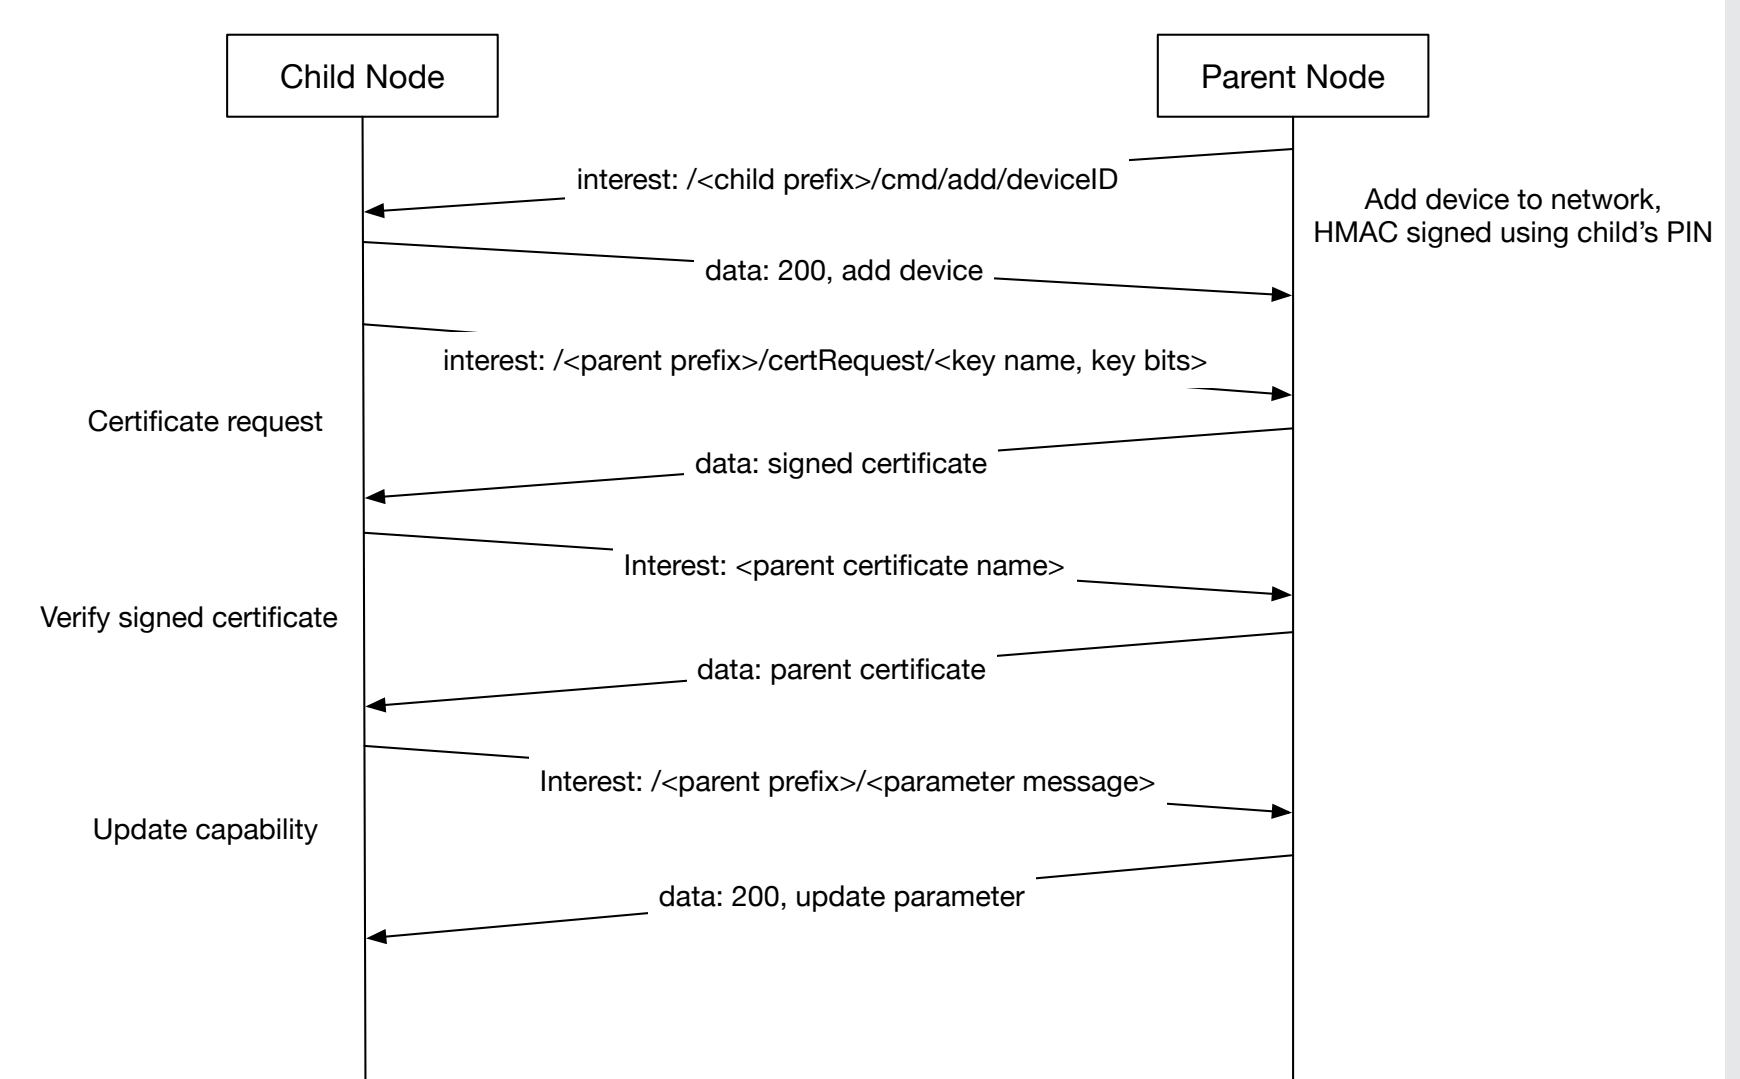 Child Node
Parent Node
interest: /<child prefix>/cmd/add/deviceID
Add device to network,
HMAC signed using child’s PIN
data: 200, add device
interest: /<parent prefix>/certRequest/<key name, key bits>
Certificate request
data: signed certificate
Interest: <parent certificate name>
Verify signed certificate
data: parent certificate
Interest: /<parent prefix>/<parameter message>
Update capability
data: 200, update parameter